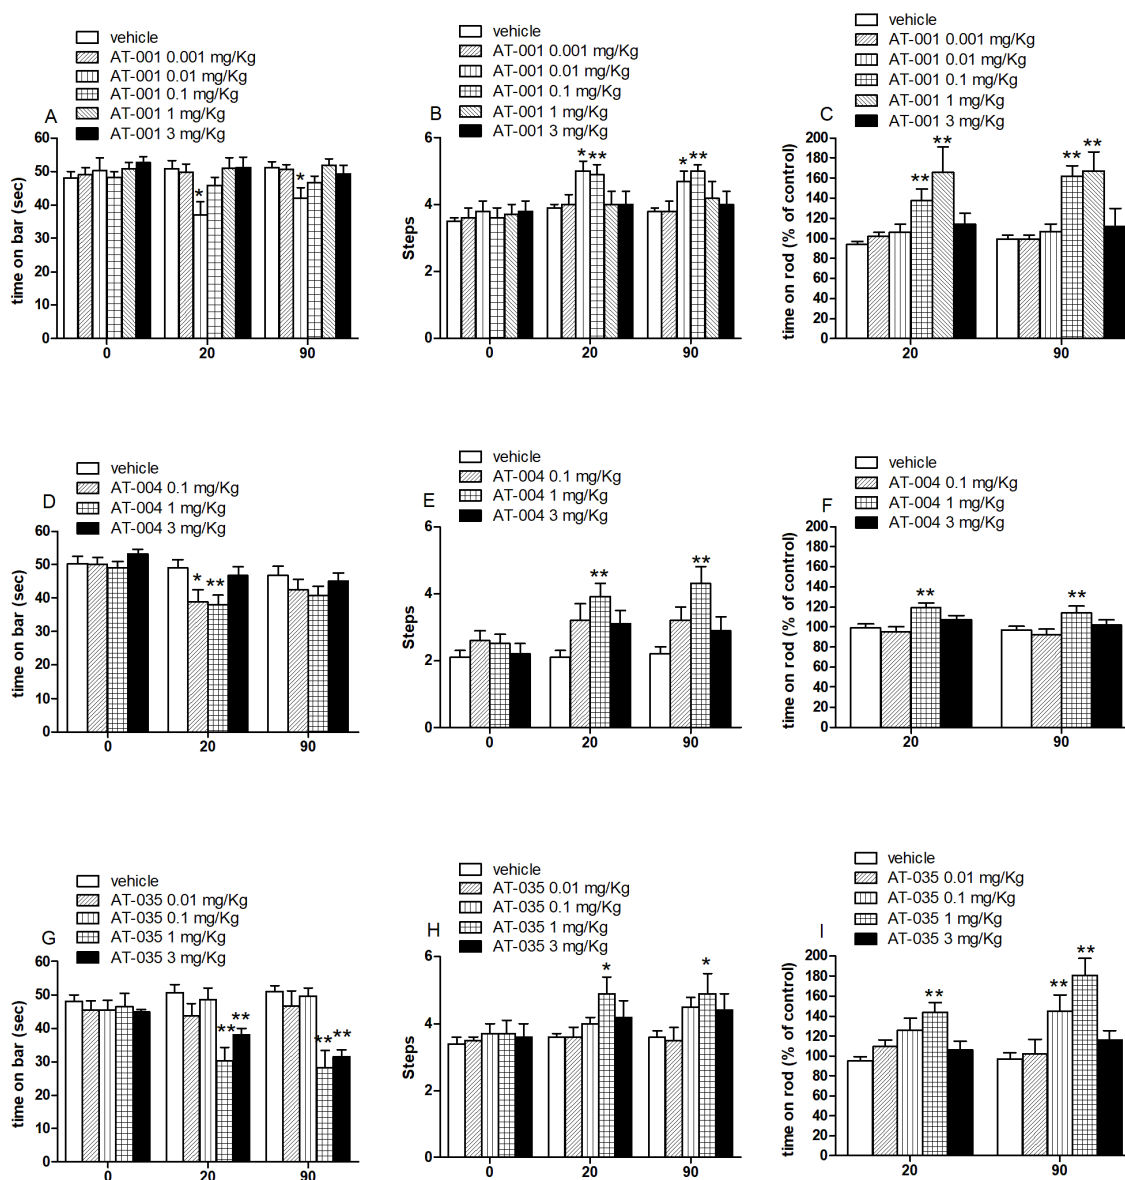 A
vehicle
AT-001 0.001 mg/Kg
AT-001 0.01 mg/Kg
AT-001 0.1 mg/Kg
AT-001 1 mg/Kg
AT-001 3 mg/Kg
time on bar (sec)
60
50
40
30
20
10
0
*
*
0
20
90
B
vehicle
AT-001 0.001 mg/Kg
AT-001 0.01 mg/Kg
AT-001 0.1 mg/Kg
AT-001 1 mg/Kg
AT-001 3 mg/Kg
Steps
6
4
2
0
*
**
*
**
0
20
90
C
vehicle
AT-001 0.001 mg/Kg
AT-001 0.01 mg/Kg
AT-001 0.1 mg/Kg
AT-001 1 mg/Kg
AT-001 3 mg/Kg
time on rod (% of control)
200
180
160
140
120
100
80
60
40
20
0
**
**
**
**
20
90
D
vehicle
AT-004 0.1 mg/Kg
AT-004 1 mg/Kg
AT-004 3 mg/Kg
time on bar (sec)
60
50
40
30
20
10
0
*
**
0
20
90
E
vehicle
AT-004 0.1 mg/Kg
AT-004 1 mg/Kg
AT-004 3 mg/Kg
Steps
6
4
2
0
**
**
0
20
90
F
vehicle
AT-004 0.1 mg/Kg
AT-004 1 mg/Kg
AT-004 3 mg/Kg
time on rod (% of control)
200
180
160
140
120
100
80
60
40
20
0
**
**
20
90
G
vehicle
AT-035 0.01 mg/Kg
AT-035 0.1 mg/Kg
AT-035 1 mg/Kg
AT-035 3 mg/Kg
time on bar (sec)
60
50
40
30
20
10
0
**
**
**
**
0
20
90
H
vehicle
AT-035 0.01 mg/Kg
AT-035 0.1 mg/Kg
AT-035 1 mg/Kg
AT-035 3 mg/Kg
Steps
6
4
2
0
*
*
0
20
90
I
vehicle
AT-035 0.01 mg/Kg
AT-035 0.1 mg/Kg
AT-035 1 mg/Kg
AT-035 3 mg/Kg
time on rod (% of control)
200
180
160
140
120
100
80
60
40
20
0
**
**
**
20
90